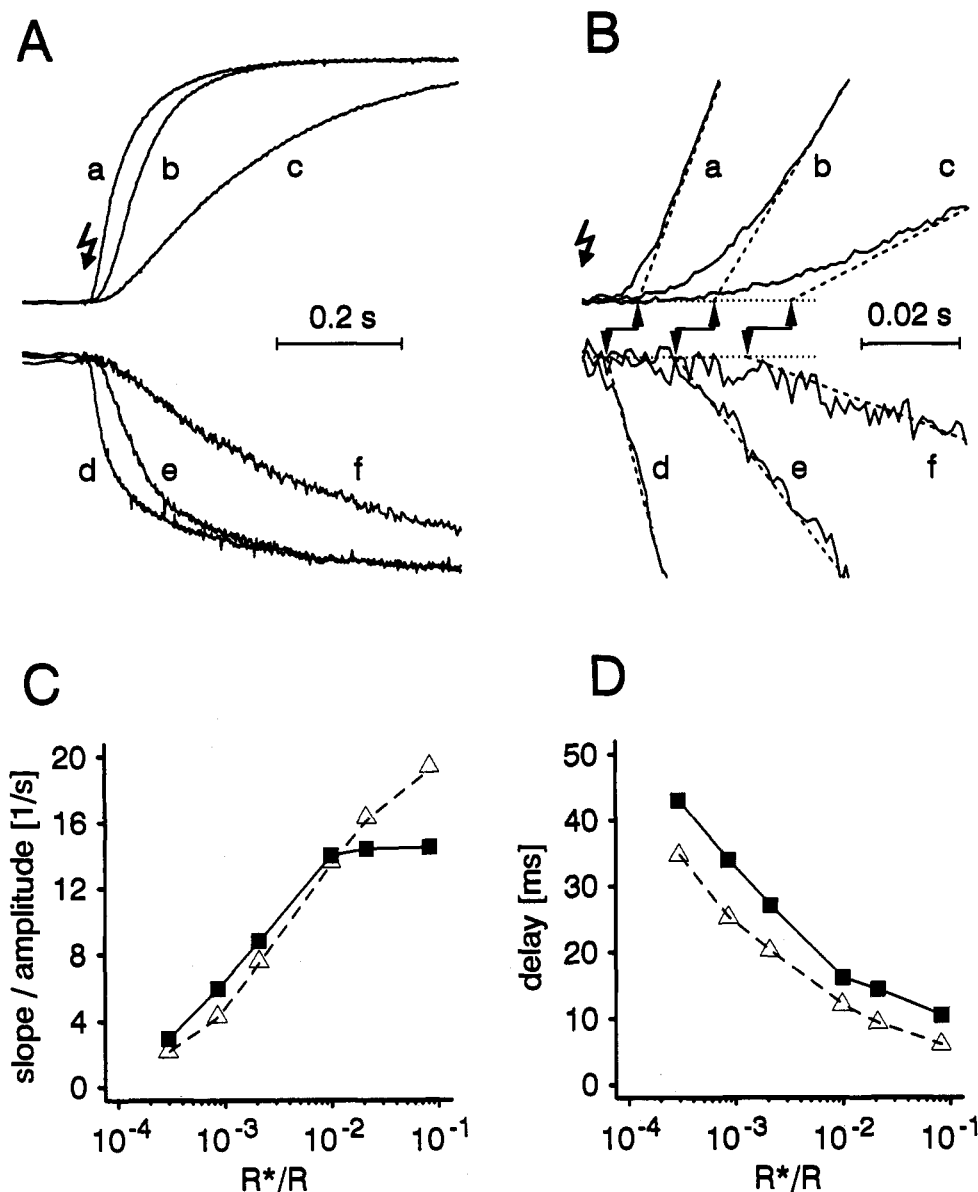 A
B
a
b
c
a
b
c
0.2 s
0.02 s
d
e
f
d
e
f
C
D
slope / amplitude [1/s]
20
16
12
8
4
0
10⁻⁴
10⁻³
10⁻²
10⁻¹
R*/R
delay [ms]
50
40
30
20
10
0
10⁻⁴
10⁻³
10⁻²
10⁻¹
R*/R